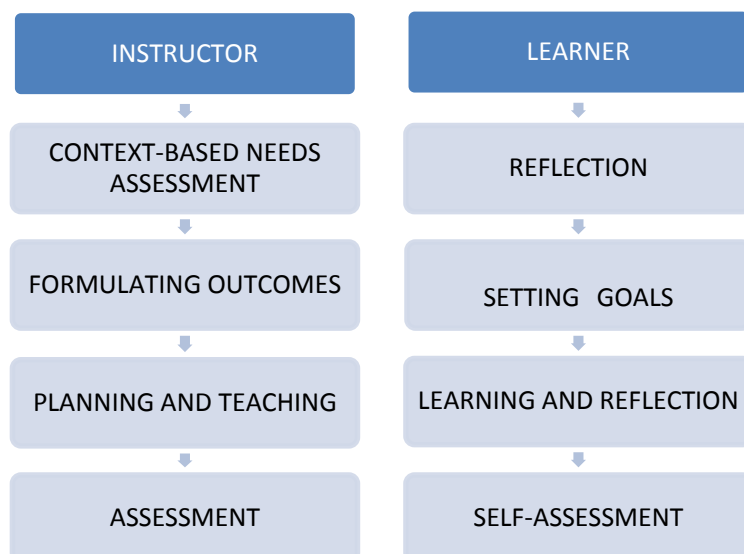 INSTRUCTOR
CONTEXT-BASED NEEDS
ASSESSMENT
FORMULATING OUTCOMES
PLANNING AND TEACHING
ASSESSMENT
LEARNER
REFLECTION
SETTING GOALS
LEARNING AND REFLECTION
SELF-ASSESSMENT